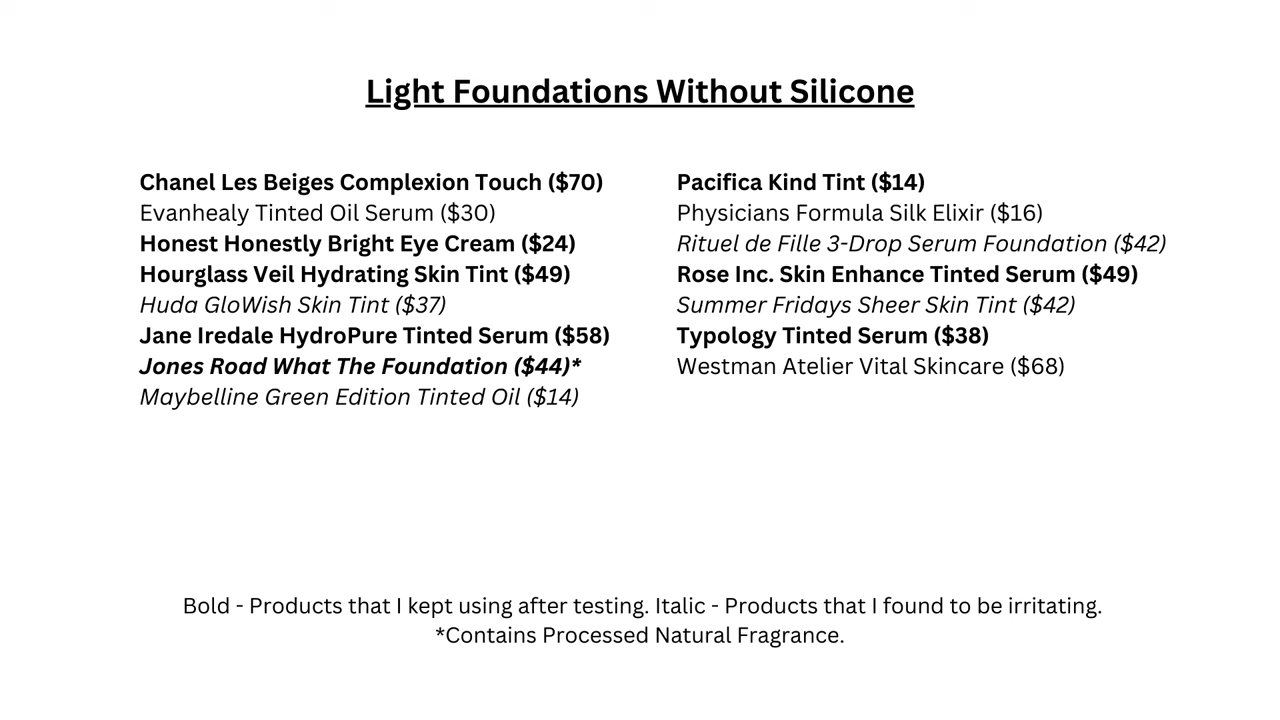 Light Foundations Without Silicone
Chanel Les Beiges Complexion Touch ($70)
Evanhealy Tinted Oil Serum ($30)
Honest Honestly Bright Eye Cream ($24)
Hourglass Veil Hydrating Skin Tint ($49)
Huda GloWish Skin Tint ($37)
Jane Iredale HydroPure Tinted Serum ($58)
Jones Road What The Foundation ($44)*
Maybelline Green Edition Tinted Oil ($14)
Pacifica Kind Tint ($14)
Physicians Formula Silk Elixir ($16)
Rituel de Fille 3-Drop Serum Foundation ($42)
Rose Inc. Skin Enhance Tinted Serum ($49)
Summer Fridays Sheer Skin Tint ($42)
Typology Tinted Serum ($38)
Westman Atelier Vital Skincare ($68)
Bold - Products that I kept using after testing. Italic - Products that I found to be irritating.
*Contains Processed Natural Fragrance.